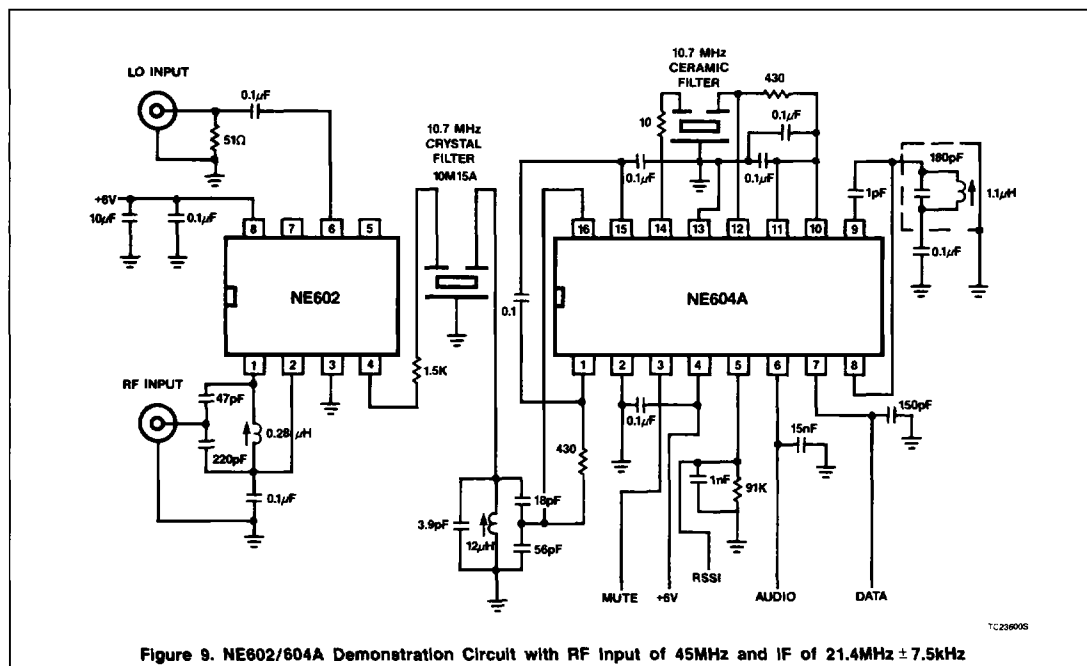 LO INPUT
0.1µF
51Ω
+6V
10µF
0.1µF
8 7 6 5
NE602
1 2 3 4
RF INPUT
47pF
0.28µH
220pF
0.1µF
1.5K
10.7 MHz
CRYSTAL
FILTER
10M15A
10.7 MHz
CERAMIC
FILTER
430
10
0.1µF
0.1µF
0.1µF
1pF
180pF
1.1µH
0.1µF
16 15 14 13 12 11 10 9
NE604A
1 2 3 4 5 6 7 8
0.1
430
0.1µF
1nF
91K
15nF
150pF
3.9pF
12µH
18pF
56pF
MUTE
+6V
RSSI
AUDIO
DATA
TC23600S
Figure 9. NE602/604A Demonstration Circuit with RF Input of 45MHz and IF of 21.4MHz ± 7.5kHz